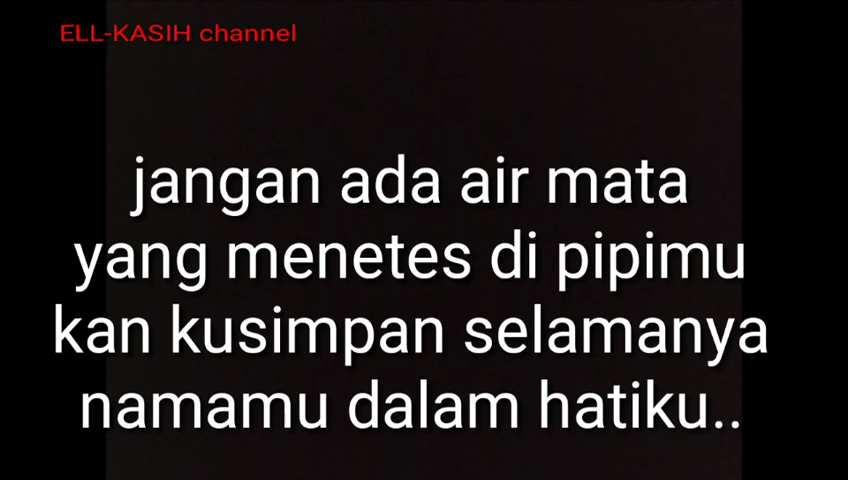 ELL-KASIH channel
jangan ada air mata
yang menetes di pipimu
kan kusimpan selamanya
namamu dalam hatiku..